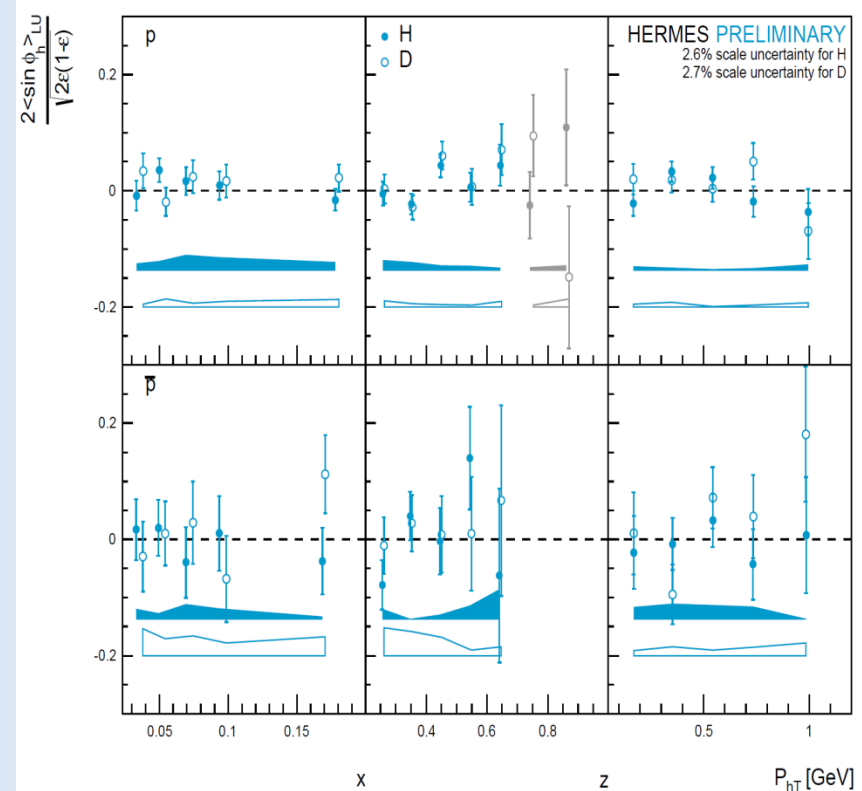 2<sin ϕh>LU
√2ε(1-ε)
p
H
D
HERMES PRELIMINARY
2.6% scale uncertainty for H
2.7% scale uncertainty for D
0.2
0
-0.2
p̅
0.2
0
-0.2
0.05 0.1 0.15
0.4 0.6 0.8
0.5 1
x
z
PhT [GeV]